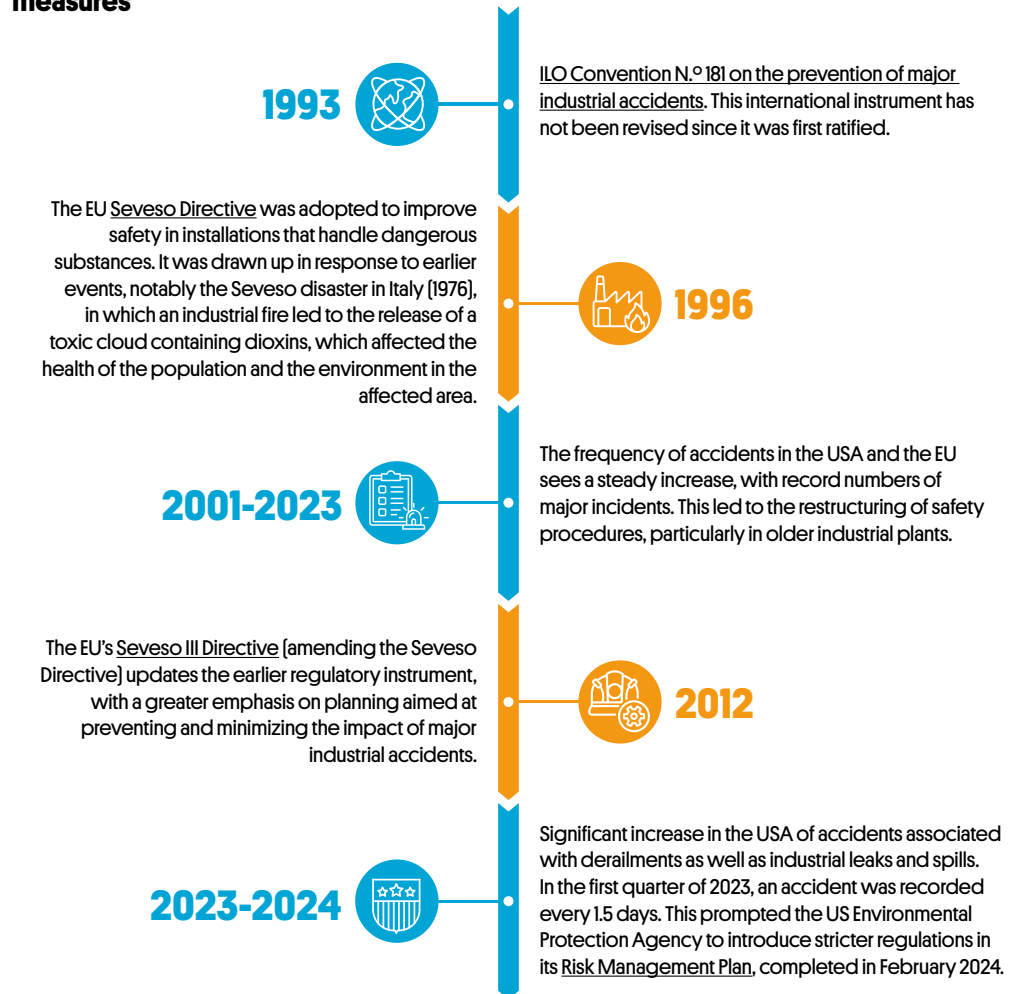 measures
1993
ILO Convention N.º 181 on the prevention of major
industrial accidents. This international instrument has
not been revised since it was first ratified.
The EU Seveso Directive was adopted to improve
safety in installations that handle dangerous
substances. It was drawn up in response to earlier
events, notably the Seveso disaster in Italy (1976),
in which an industrial fire led to the release of a
toxic cloud containing dioxins, which affected the
health of the population and the environment in the
affected area.
1996
2001-2023
The frequency of accidents in the USA and the EU
sees a steady increase, with record numbers of
major incidents. This led to the restructuring of safety
procedures, particularly in older industrial plants.
The EU's Seveso III Directive (amending the Seveso
Directive) updates the earlier regulatory instrument,
with a greater emphasis on planning aimed at
preventing and minimizing the impact of major
industrial accidents.
2012
2023-2024
Significant increase in the USA of accidents associated
with derailments as well as industrial leaks and spills.
In the first quarter of 2023, an accident was recorded
every 1.5 days. This prompted the US Environmental
Protection Agency to introduce stricter regulations in
its Risk Management Plan, completed in February 2024.